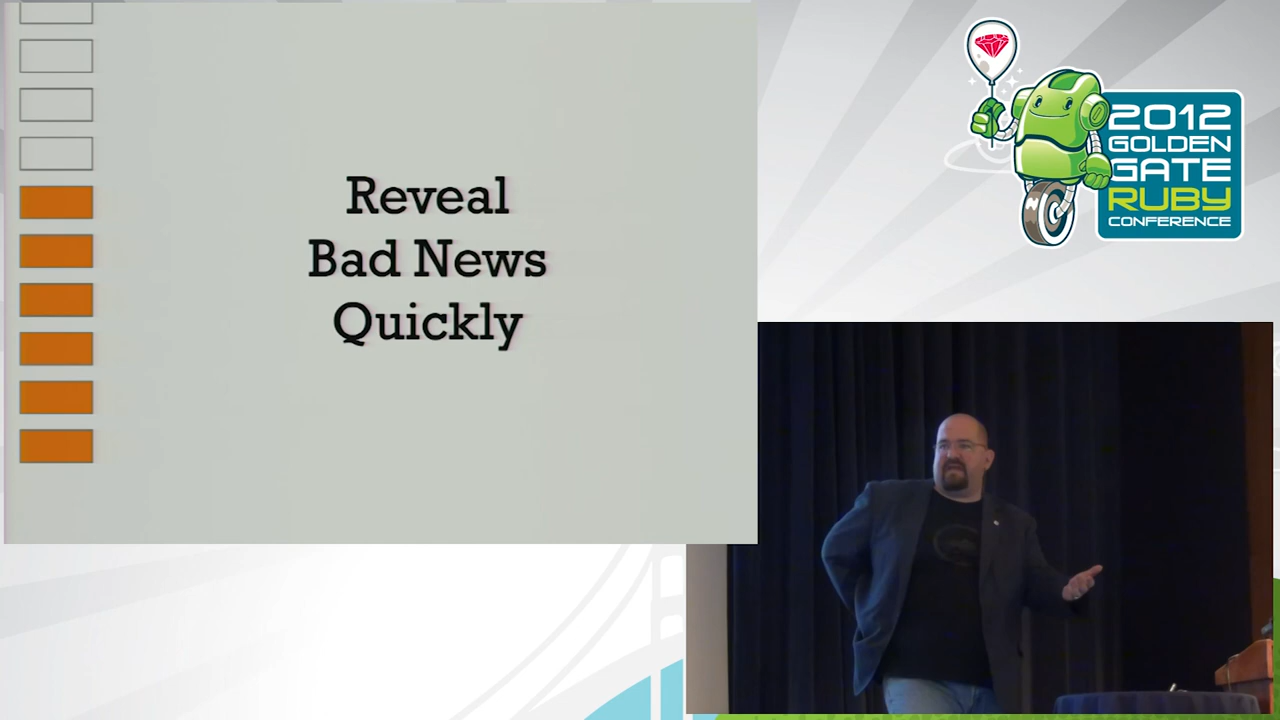 Reveal
Bad News
Quickly
2012
GOLDEN
GATE
RUBY
CONFERENCE